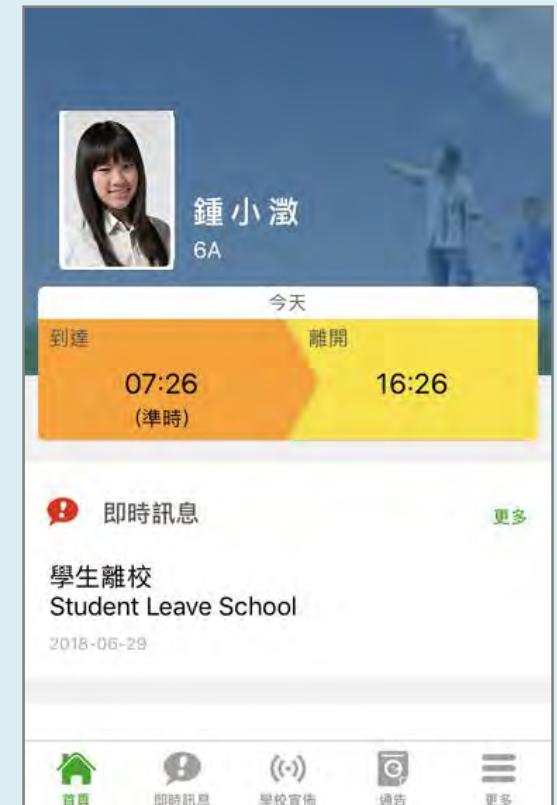 鍾小澂
6A
今天
到達
離開
07:26
16:26
(準時)
即時訊息
更多
學生離校
Student Leave School
2018-06-29
首頁
即時訊息
學校宣佈
通告
更多